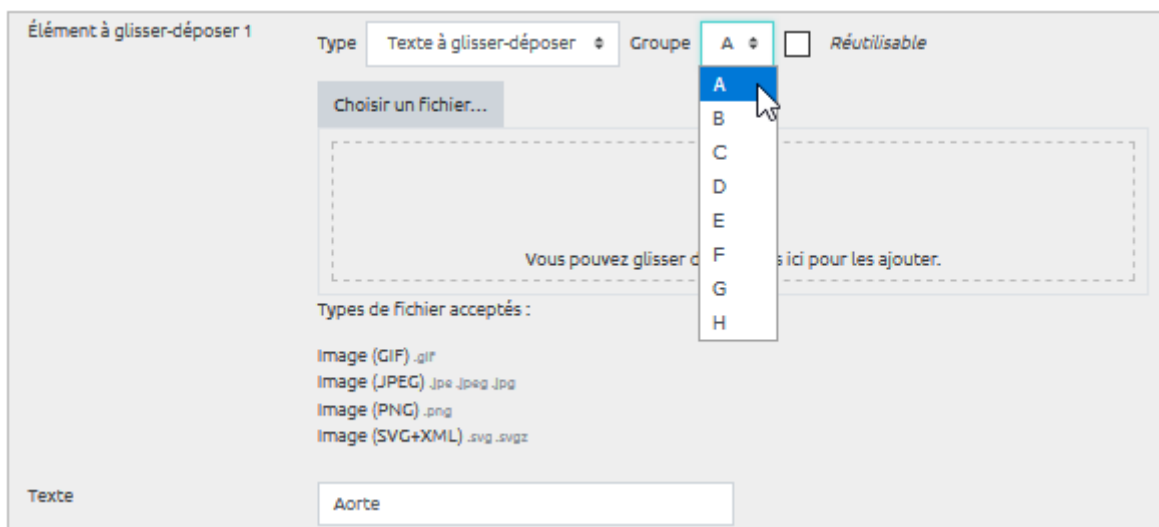 Élément à glisser-déposer 1
Type Texte à glisser-déposer Groupe A Réutilisable
A
Choisir un fichier...
B
C
D
E
F
Vous pouvez glisser d s ici pour les ajouter.
G
Types de fichier acceptés :
H
Image (GIF) .gif
Image (JPEG) .jpe .jpeg .jpg
Image (PNG) .png
Image (SVG+XML) .svg .svgz
Texte
Aorte